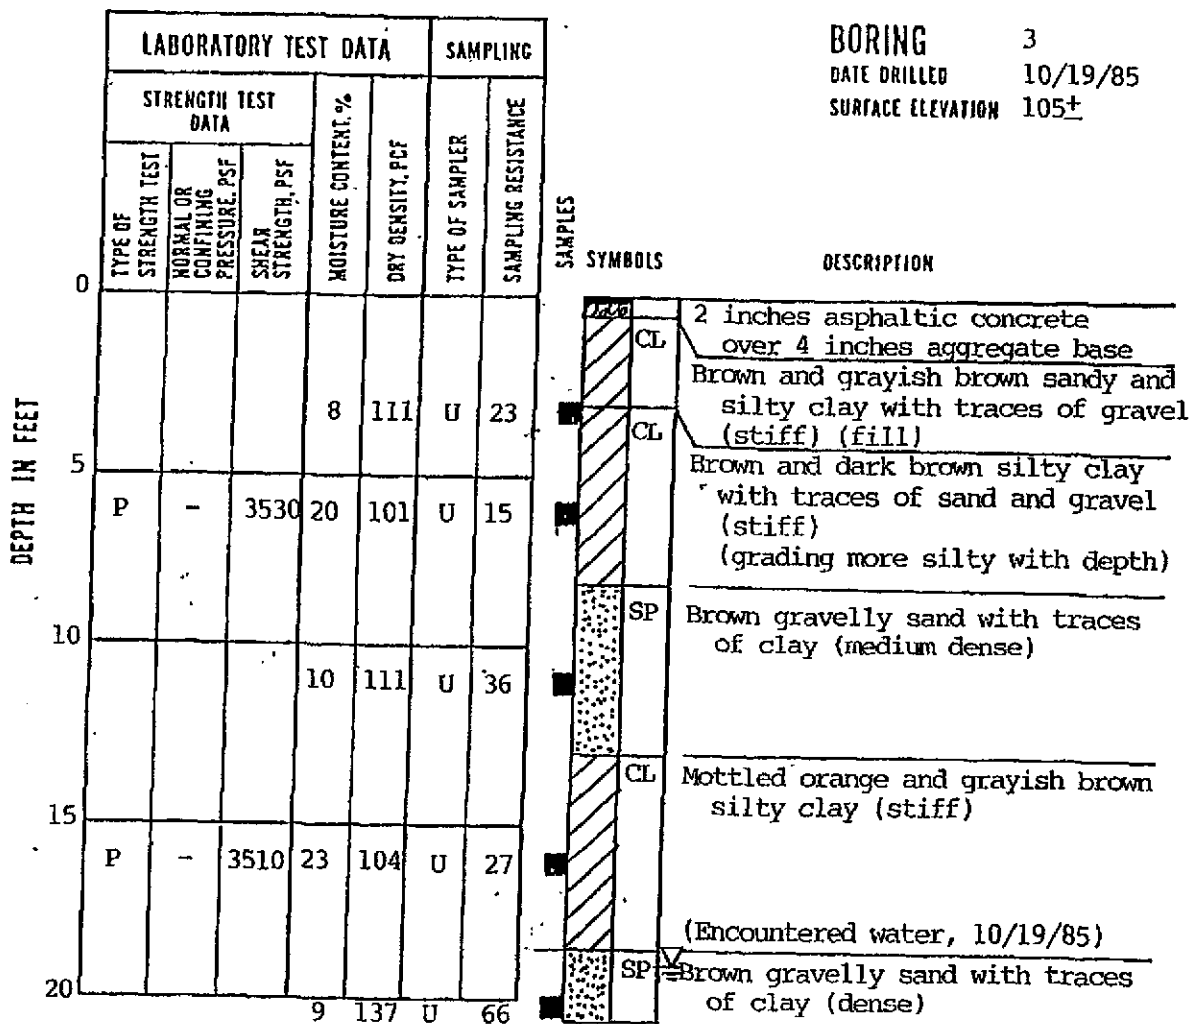 LABORATORY TEST DATA
SAMPLING
STRENGTH TEST
DATA
TYPE OF
STRENGTH TEST
NORMAL OR
CONFINING
PRESSURE, PSF
SHEAR
STRENGTH, PSF
MOISTURE CONTENT, %
DRY DENSITY, PCF
TYPE OF SAMPLER
SAMPLING RESISTANCE
SAMPLES
SYMBOLS
DESCRIPTION
BORING 3
DATE DRILLED 10/19/85
SURFACE ELEVATION 105±
DEPTH IN FEET
0
2 inches asphaltic concrete
over 4 inches aggregate base
CL
Brown and grayish brown sandy and
silty clay with traces of gravel
(stiff) (fill)
8 111 U 23
CL
5
Brown and dark brown silty clay
with traces of sand and gravel
(stiff)
(grading more silty with depth)
P - 3530 20 101 U 15
SP
Brown gravelly sand with traces
of clay (medium dense)
10
10 111 U 36
CL
Mottled orange and grayish brown
silty clay (stiff)
15
P - 3510 23 104 U 27
(Encountered water, 10/19/85)
SP
Brown gravelly sand with traces
of clay (dense)
20
9 137 U 66